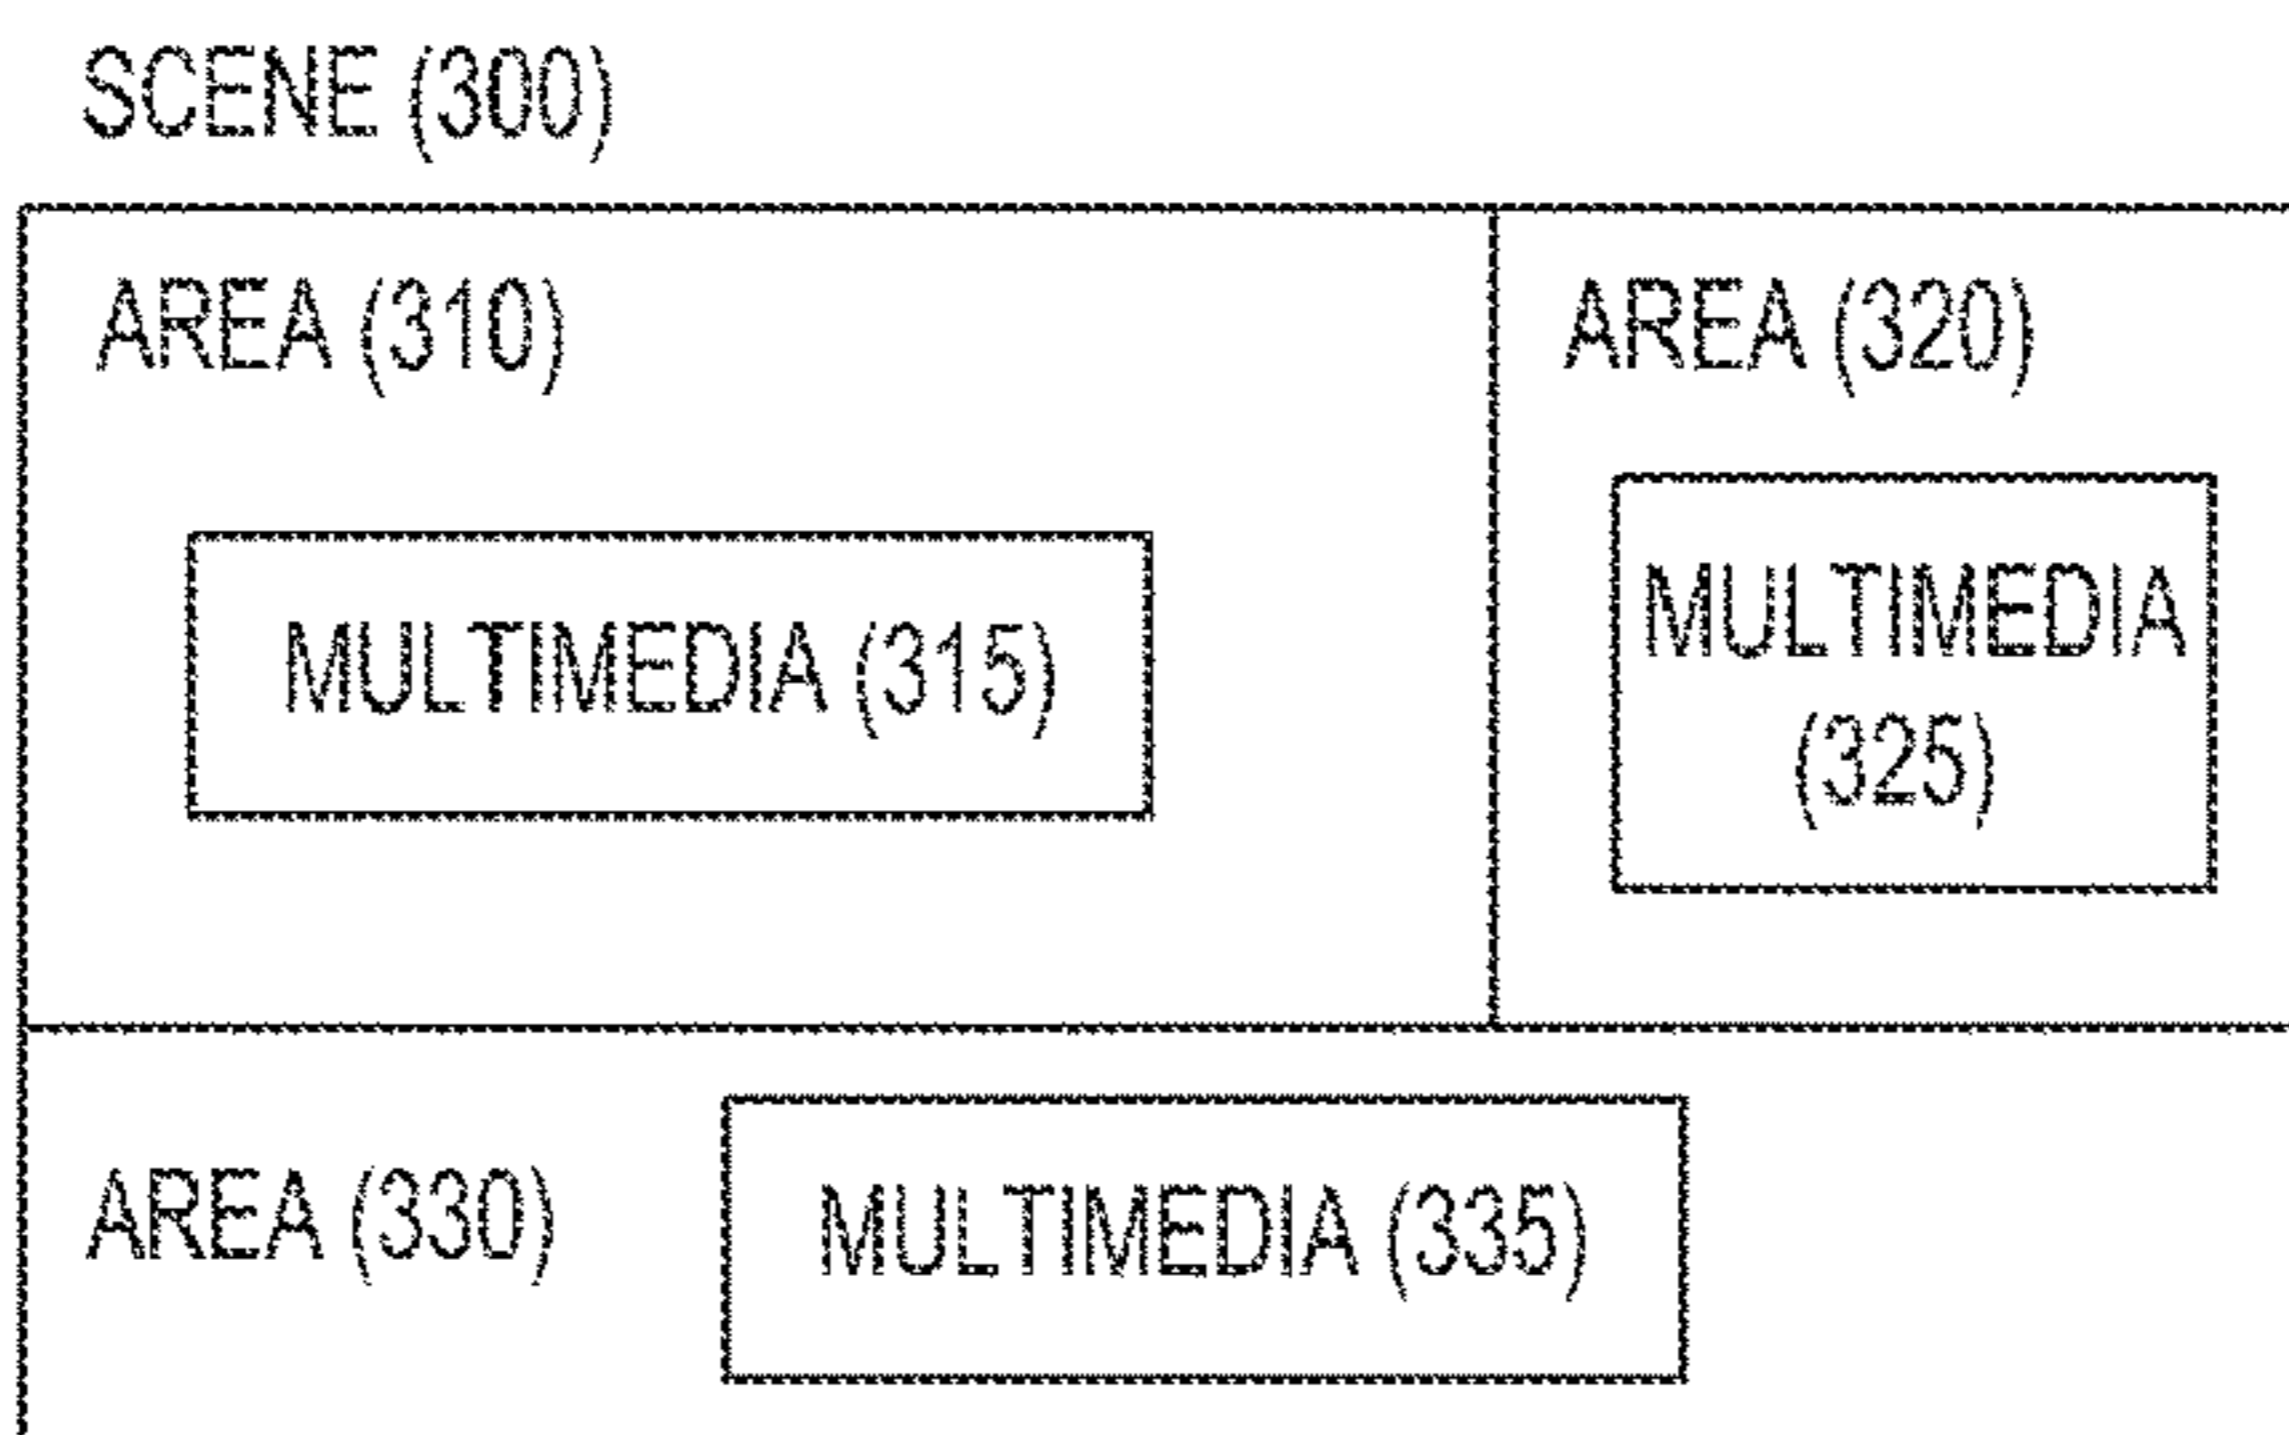 SCENE (300)
AREA (310)
AREA (320)
MULTIMEDIA (315)
MULTIMEDIA
(325)
AREA (330)
MULTIMEDIA (335)